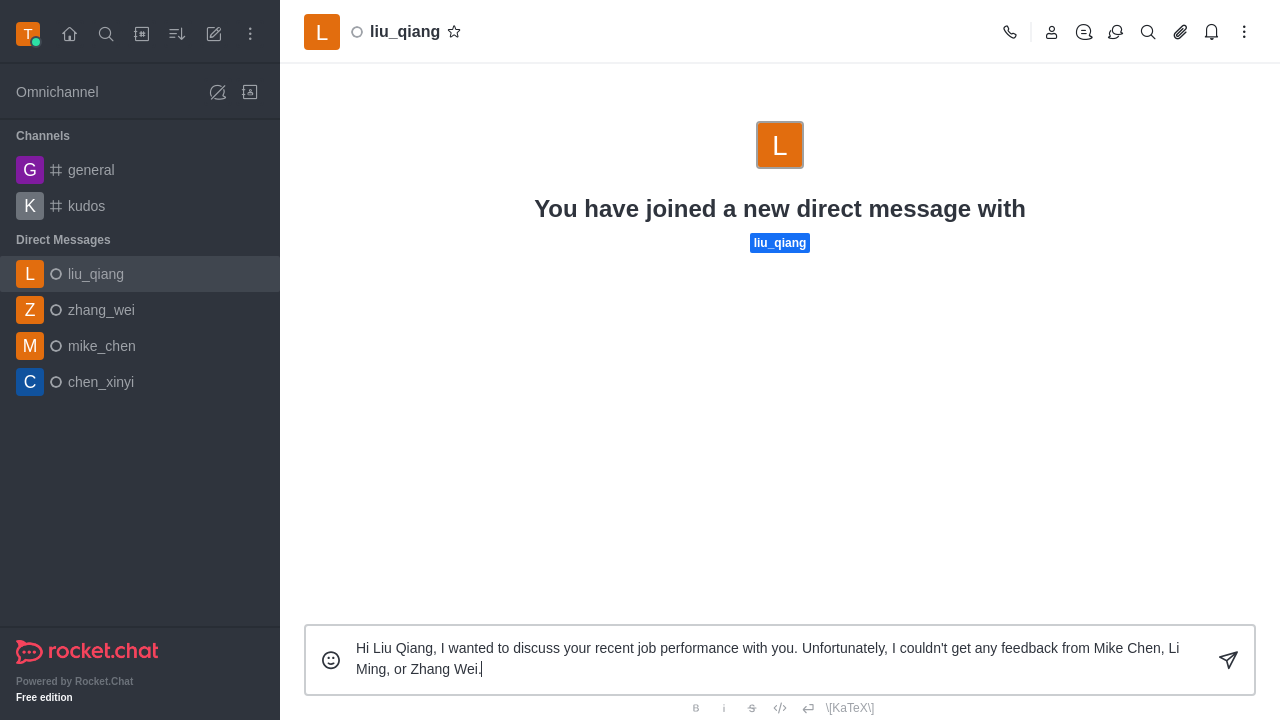 T
Omnichannel
Channels
G general
K kudos
Direct Messages
L liu_qiang
Z zhang_wei
M mike_chen
C chen_xinyi
rocket.chat
Powered by Rocket.Chat
Free edition
L liu_qiang
L
You have joined a new direct message with
liu_qiang
Hi Liu Qiang, I wanted to discuss your recent job performance with you. Unfortunately, I couldn't get any feedback from Mike Chen, Li
Ming, or Zhang Wei.
B i S \[KaTeX\]